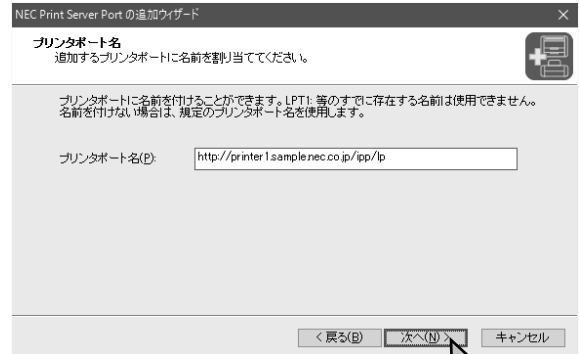 NEC Print Server Port の追加ウィザード
プリンタポート名
追加するプリンタポートに名前を割り当ててください。
プリンタポートに名前を付けることができます。LPT1: 等のすでに存在する名前は使用できません。
名前を付けない場合は、規定のプリンタポート名を使用します。
プリンタポート名(P):
http://printer1.sample.nec.co.jp/ipp/lp
< 戻る(B)
次へ(N) >
キャンセル